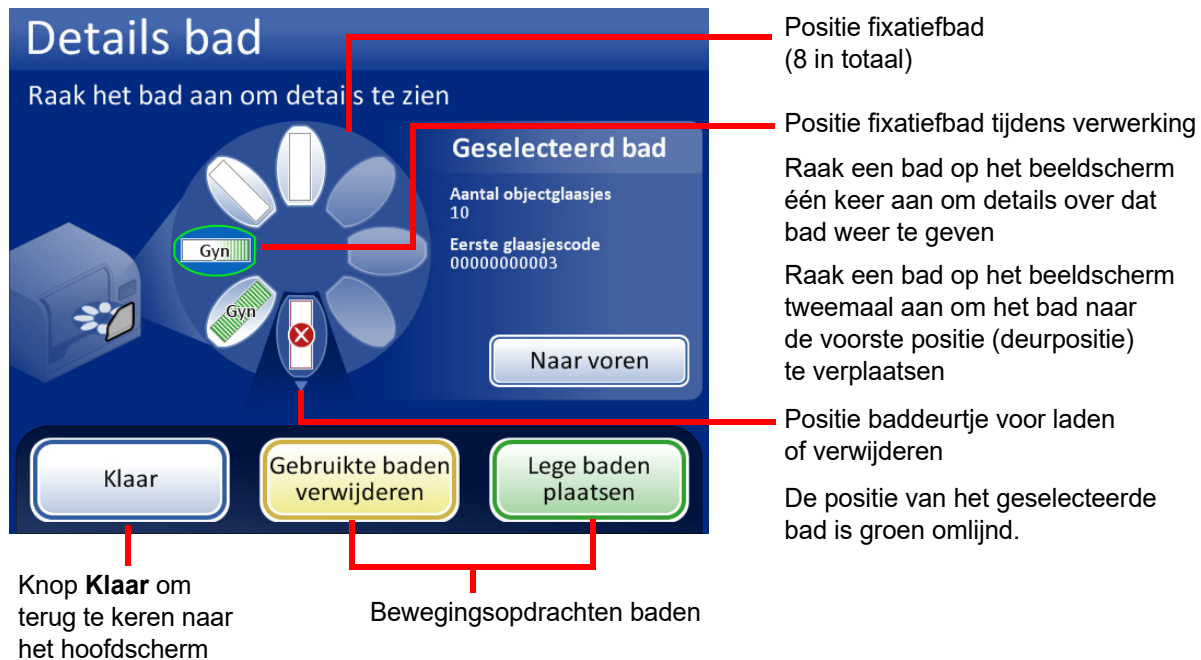 Details bad
Raak het bad aan om details te zien
Gyn
Gyn
Geselecteerd bad
Aantal objectglaasjes
10
Eerste glaasjescode
00000000003
Naar voren
Klaar
Gebruikte baden
verwijderen
Lege baden
plaatsen
Positie fixatiefbad
(8 in totaal)
Positie fixatiefbad tijdens verwerking
Raak een bad op het beeldscherm
één keer aan om details over dat
bad weer te geven
Raak een bad op het beeldscherm
tweemaal aan om het bad naar
de voorste positie (deurpositie)
te verplaatsen
Positie baddeurtje voor laden
of verwijderen
De positie van het geselecteerde
bad is groen omlijnd.
Knop Klaar om
terug te keren naar
het hoofdscherm
Bewegingsopdrachten baden